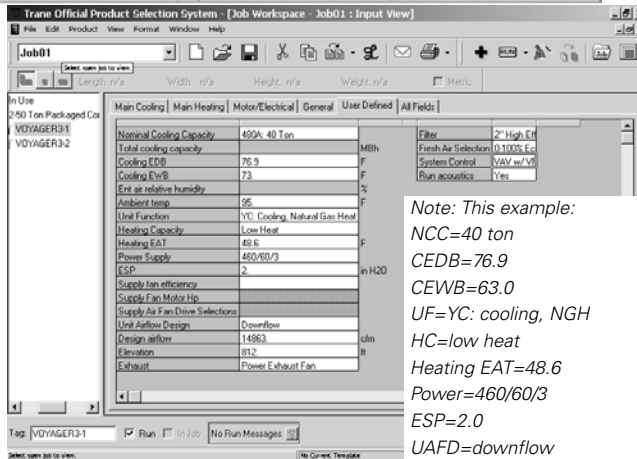 Trane Official Product Selection System - [Job Workspace - Job01 : Input View]
File Edit Product View Format Window Help
Job01
Select open job to view.
Length: n/a Width: n/a Height: n/a Weight: n/a Metric
In Use
2-50 Ton Packaged Coo
VOYAGER3-1
VOYAGER3-2
Main Cooling | Main Heating | Motor/Electrical | General | User Defined | All Fields
Nominal Cooling Capacity 480A: 40 Ton
Total cooling capacity MBh
Cooling EDB 76.9 F
Cooling EWB 73. F
Ent air relative humidity %
Ambient temp 95. F
Unit Function YC: Cooling, Natural Gas Heat
Heating Capacity Low Heat
Heating EAT 48.6 F
Power Supply 460/60/3
ESP 2. in H2O
Supply fan efficiency
Supply Fan Motor Hp
Supply Air Fan Drive Selections
Unit Airflow Design Downflow
Design airflow 14863. cfm
Elevation 812. ft
Exhaust Power Exhaust Fan
Filter 2" High Eff
Fresh Air Selection 0-100% Ec
System Control VAV w/ VF
Run acoustics Yes
Note: This example:
NCC=40 ton
CEDB=76.9
CEWB=63.0
UF=YC: cooling, NGH
HC=low heat
Heating EAT=48.6
Power=460/60/3
ESP=2.0
UAFD=downflow
Tag: VOYAGER3-1 Run In Job No Run Messages
Select open job to view. No Current Template